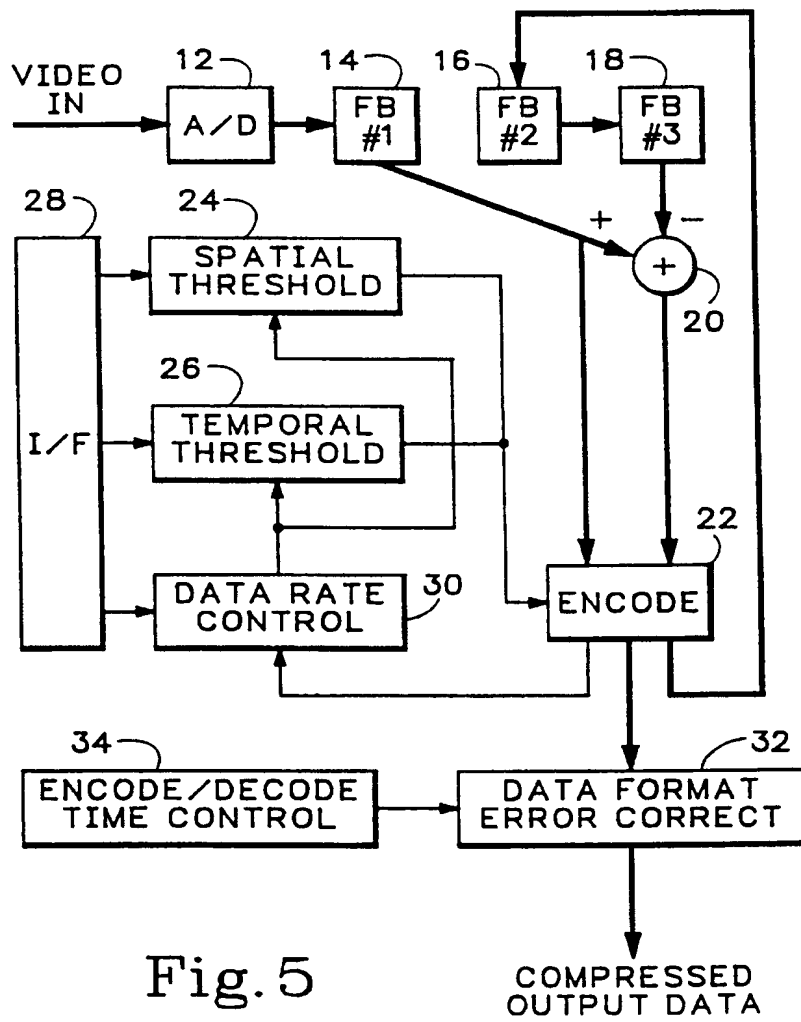 12
14
16
18
VIDEO
IN
A/D
FB
#1
FB
#2
FB
#3
28
24
+
−
SPATIAL
THRESHOLD
+
20
26
I/F
TEMPORAL
THRESHOLD
22
DATA RATE
CONTROL
30
ENCODE
34
32
ENCODE/DECODE
TIME CONTROL
DATA FORMAT
ERROR CORRECT
Fig. 5
COMPRESSED
OUTPUT DATA